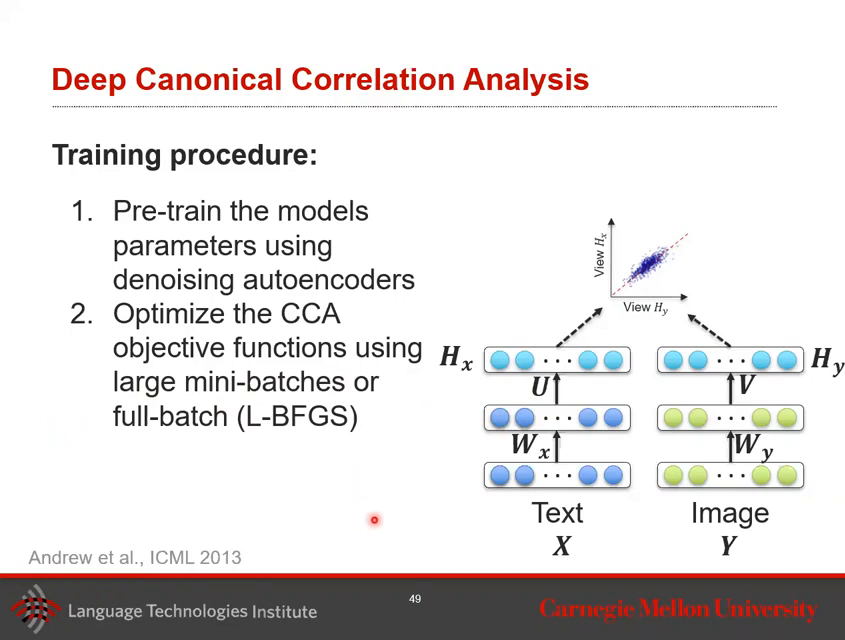 Deep Canonical Correlation Analysis
Training procedure:
1. Pre-train the models
parameters using
denoising autoencoders
2. Optimize the CCA
objective functions using
large mini-batches or
full-batch (L-BFGS)
View H_x
View H_y
H_x
· · ·
· · ·
H_y
U
V
· · ·
· · ·
W_x
W_y
· · ·
· · ·
Text
Image
X
Y
Andrew et al., ICML 2013
49
Language Technologies Institute
Carnegie Mellon University